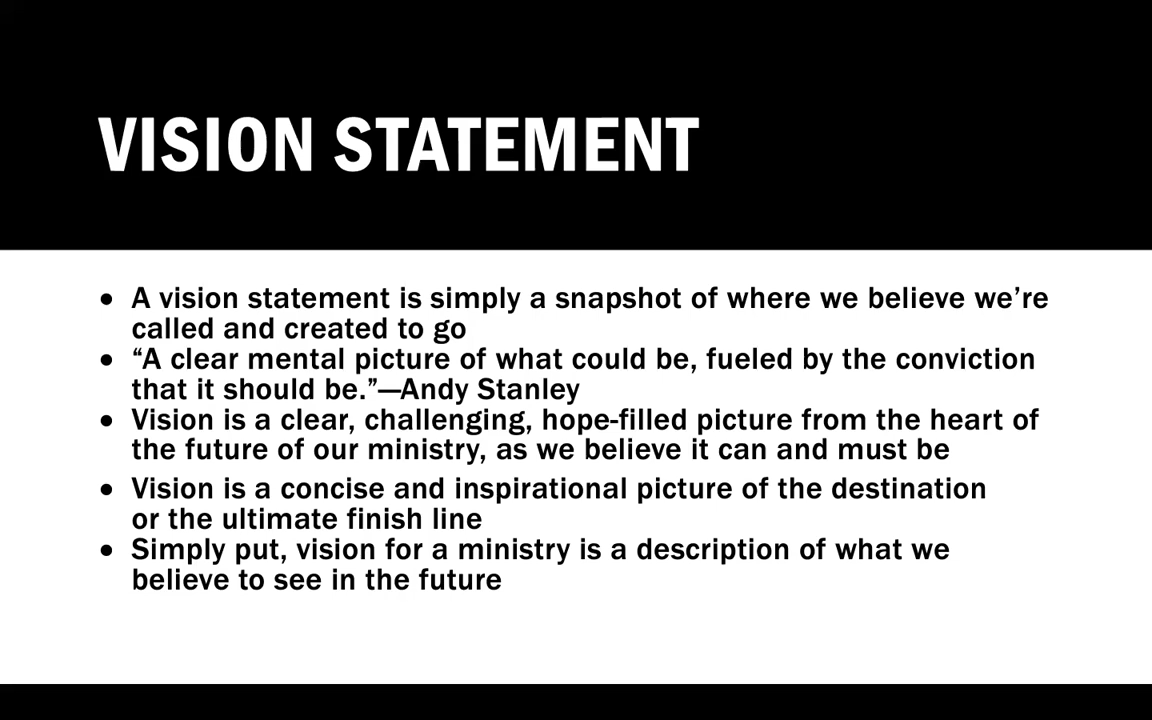 VISION STATEMENT
• A vision statement is simply a snapshot of where we believe we’re
called and created to go
• “A clear mental picture of what could be, fueled by the conviction
that it should be.”—Andy Stanley
• Vision is a clear, challenging, hope-filled picture from the heart of
the future of our ministry, as we believe it can and must be
• Vision is a concise and inspirational picture of the destination
or the ultimate finish line
• Simply put, vision for a ministry is a description of what we
believe to see in the future